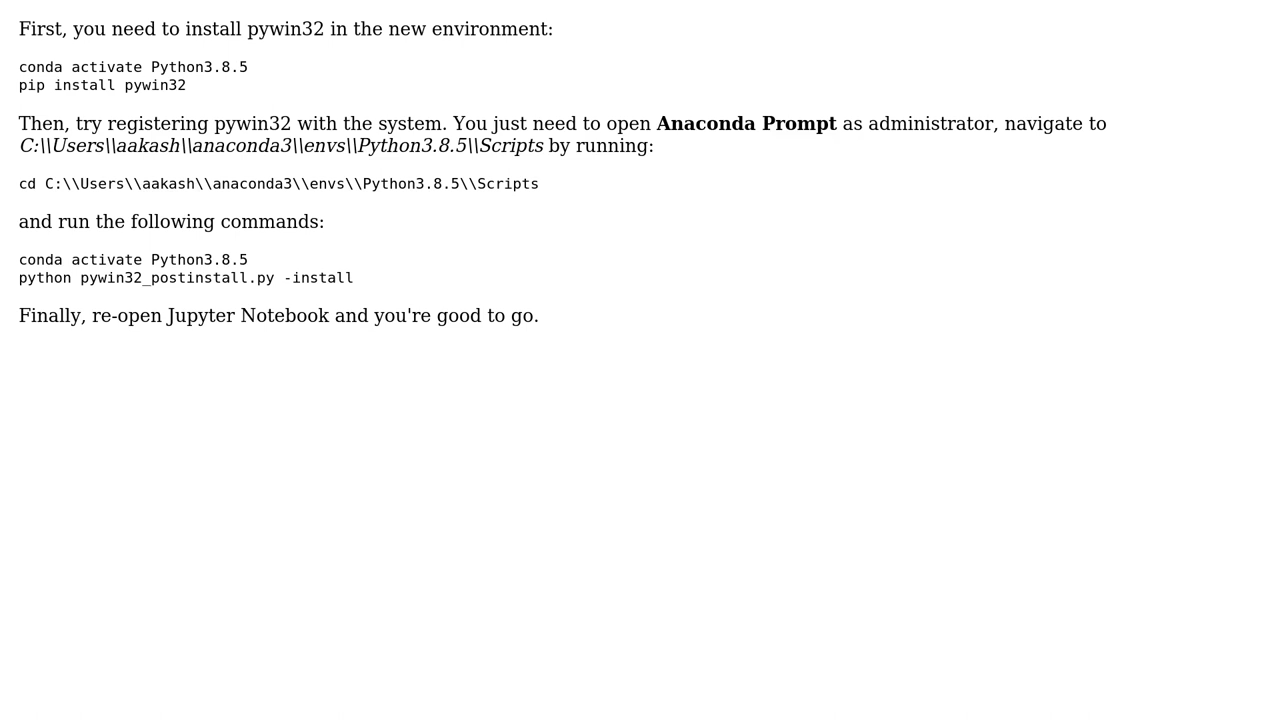 First, you need to install pywin32 in the new environment:
conda activate Python3.8.5
pip install pywin32
Then, try registering pywin32 with the system. You just need to open Anaconda Prompt as administrator, navigate to
C:\\Users\\aakash\\anaconda3\\envs\\Python3.8.5\\Scripts by running:
cd C:\\Users\\aakash\\anaconda3\\envs\\Python3.8.5\\Scripts
and run the following commands:
conda activate Python3.8.5
python pywin32_postinstall.py -install
Finally, re-open Jupyter Notebook and you're good to go.